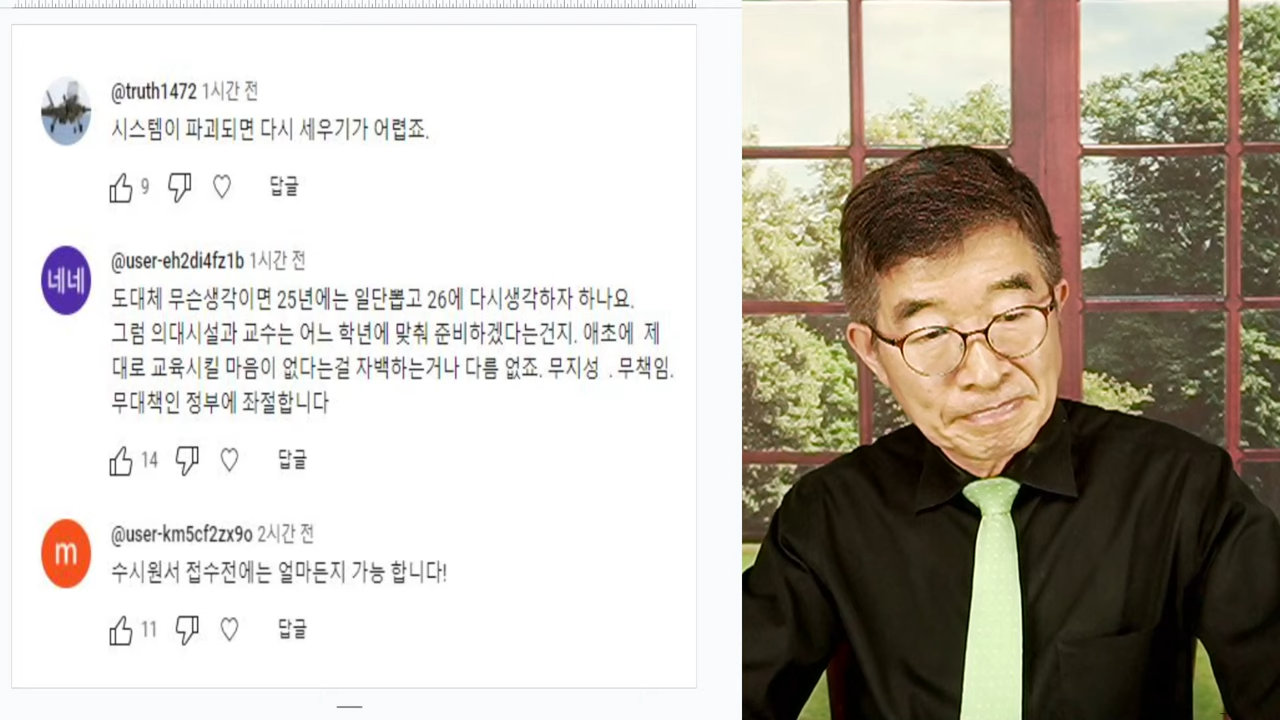 @truth1472 1시간 전
시스템이 파괴되면 다시 세우기가 어렵죠.
9 답글
네네
@user-eh2di4fz1b 1시간 전
도대체 무슨생각이면 25년에는 일단뽑고 26에 다시생각하자 하나요.
그럼 의대시설과 교수는 어느 학년에 맞춰 준비하겠다는건지. 애초에 제
대로 교육시킬 마음이 없다는걸 자백하는거나 다름 없죠. 무지성 . 무책임.
무대책인 정부에 좌절합니다
14 답글
m
@user-km5cf2zx9o 2시간 전
수시원서 접수전에는 얼마든지 가능 합니다!
11 답글